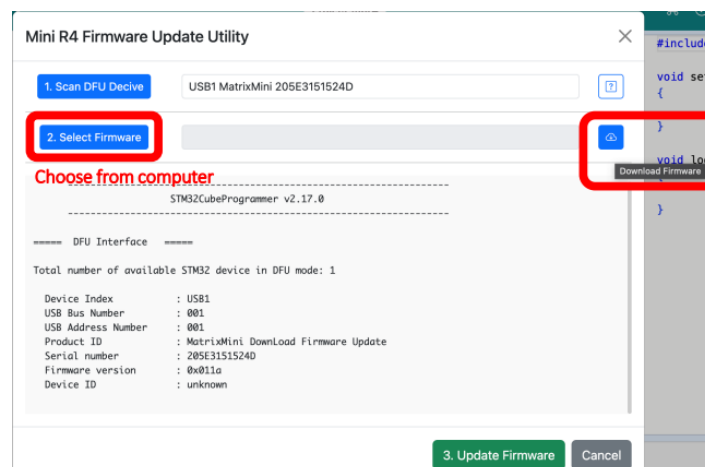 Mini R4 Firmware Update Utility
#include
1. Scan DFU Decive
USB1 MatrixMini 205E3151524D
void se
{
2. Select Firmware
}
void lo
Download Firmware
Choose from computer
-------------------------------------------------------------------
STM32CubeProgrammer v2.17.0
-------------------------------------------------------------------
}
===== DFU Interface =====
Total number of available STM32 device in DFU mode: 1
Device Index : USB1
USB Bus Number : 001
USB Address Number : 001
Product ID : MatrixMini DownLoad Firmware Update
Serial number : 205E3151524D
Firmware version : 0x011a
Device ID : unknown
3. Update Firmware
Cancel